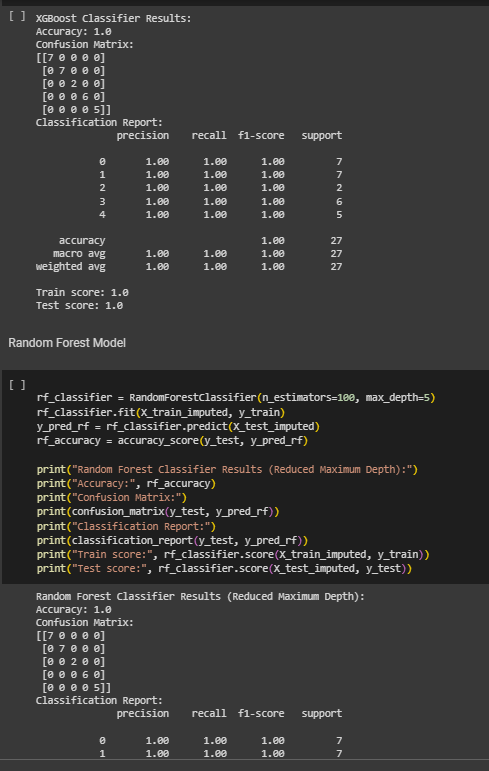 [ ] XGBoost Classifier Results:
Accuracy: 1.0
Confusion Matrix:
[[7 0 0 0 0]
 [0 7 0 0 0]
 [0 0 2 0 0]
 [0 0 0 6 0]
 [0 0 0 0 5]]
Classification Report:
precision recall f1-score support
0 1.00 1.00 1.00 7
1 1.00 1.00 1.00 7
2 1.00 1.00 1.00 2
3 1.00 1.00 1.00 6
4 1.00 1.00 1.00 5
accuracy 1.00 27
macro avg 1.00 1.00 1.00 27
weighted avg 1.00 1.00 1.00 27
Train score: 1.0
Test score: 1.0
Random Forest Model
[ ]
rf_classifier = RandomForestClassifier(n_estimators=100, max_depth=5)
rf_classifier.fit(X_train_imputed, y_train)
y_pred_rf = rf_classifier.predict(X_test_imputed)
rf_accuracy = accuracy_score(y_test, y_pred_rf)
print("Random Forest Classifier Results (Reduced Maximum Depth):")
print("Accuracy:", rf_accuracy)
print("Confusion Matrix:")
print(confusion_matrix(y_test, y_pred_rf))
print("Classification Report:")
print(classification_report(y_test, y_pred_rf))
print("Train score:", rf_classifier.score(X_train_imputed, y_train))
print("Test score:", rf_classifier.score(X_test_imputed, y_test))
Random Forest Classifier Results (Reduced Maximum Depth):
Accuracy: 1.0
Confusion Matrix:
[[7 0 0 0 0]
 [0 7 0 0 0]
 [0 0 2 0 0]
 [0 0 0 6 0]
 [0 0 0 0 5]]
Classification Report:
precision recall f1-score support
0 1.00 1.00 1.00 7
1 1.00 1.00 1.00 7